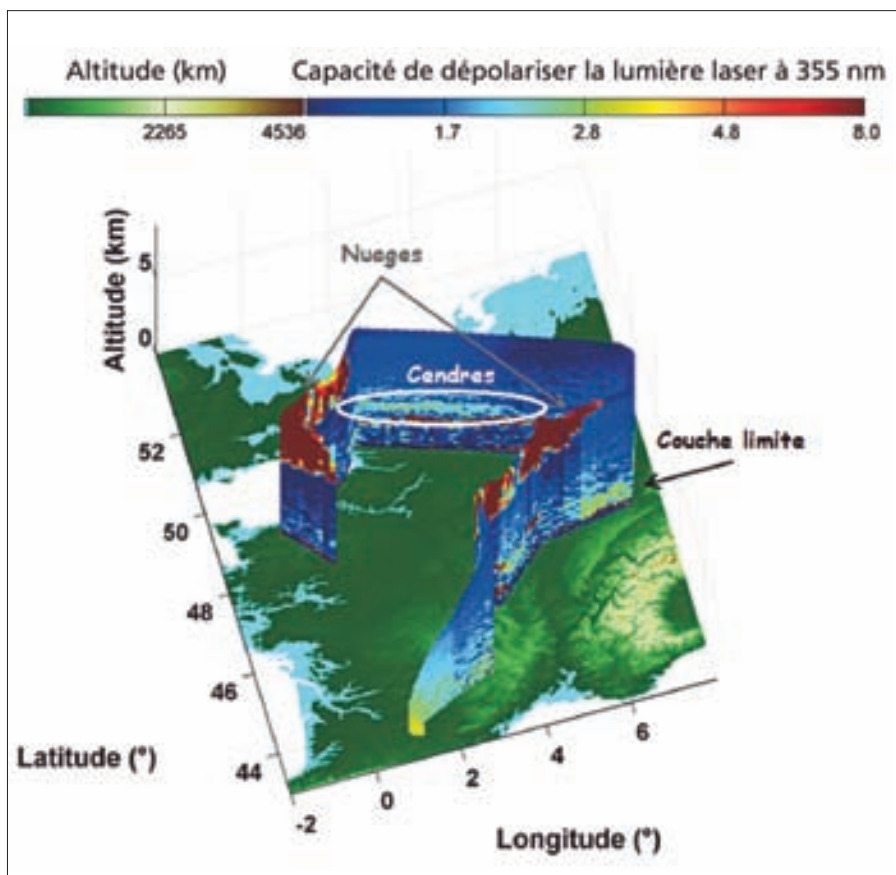 Altitude (km) Capacité de dépolariser la lumière laser à 355 nm
2265 4536 1.7 2.8 4.8 8.0
Altitude (km)
5
0
Nuages
Cendres
Couche limite
52
50
48
46
44
Latitude (°)
-2 0 2 4 6
Longitude (°)